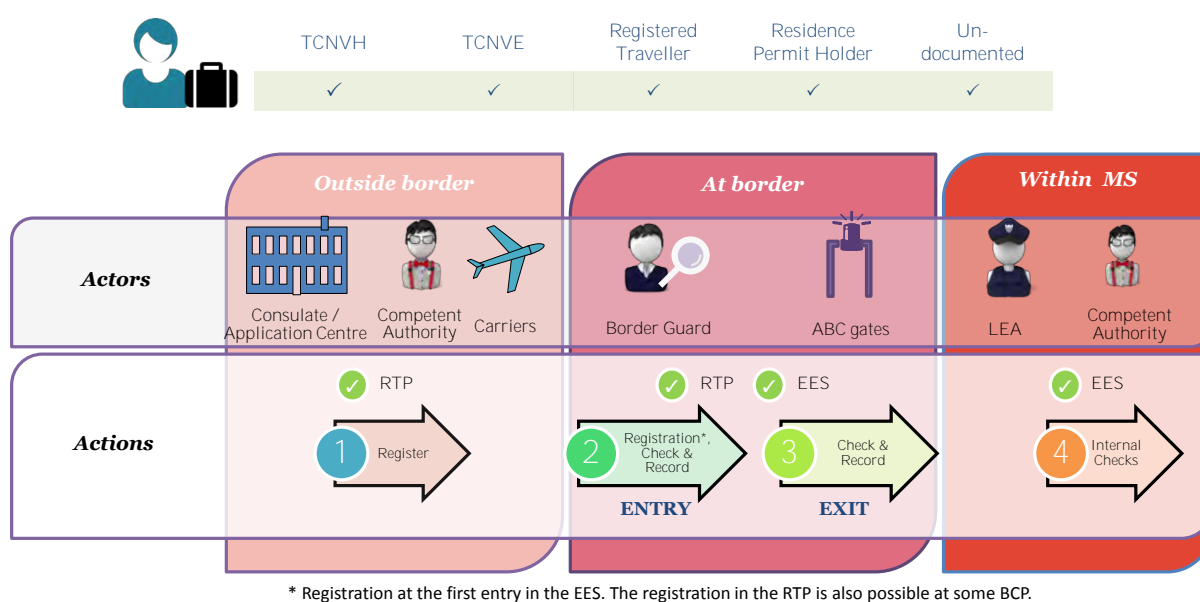 TCNVH
TCNVE
Registered
Traveller
Residence
Permit Holder
Un-
documented
Outside border
At border
Within MS
Actors
Consulate /
Application Centre
Competent
Authority
Carriers
Border Guard
ABC gates
LEA
Competent
Authority
Actions
RTP
RTP
EES
EES
1
Register
2
Registration*,
Check &
Record
3
Check &
Record
4
Internal
Checks
ENTRY
EXIT
* Registration at the first entry in the EES. The registration in the RTP is also possible at some BCP.